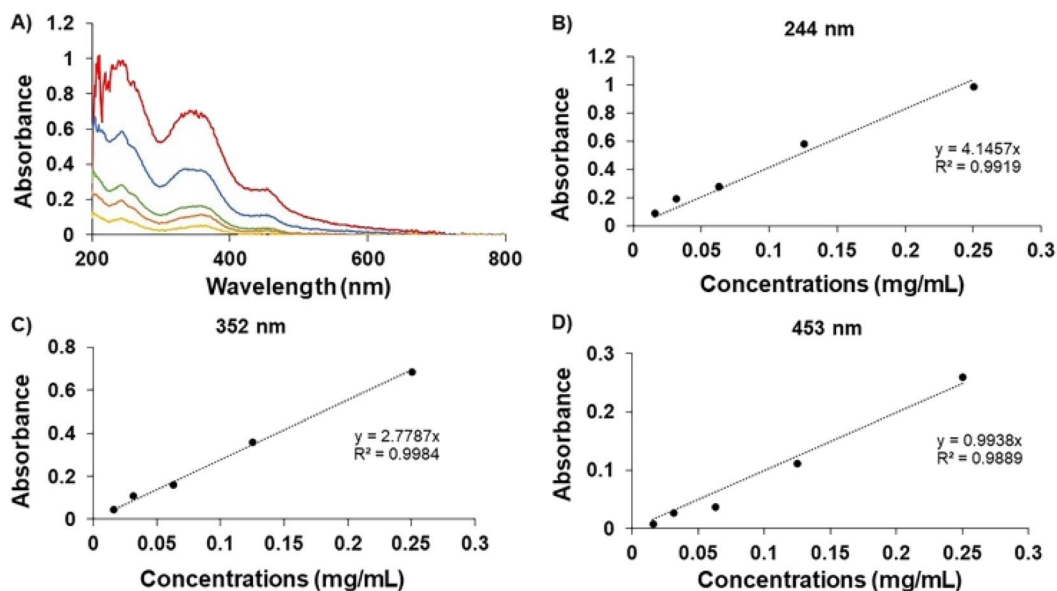 A)
1.2
1
0.8
0.6
0.4
0.2
0
200 400 600 800
Absorbance
Wavelength (nm)
B)
244 nm
1.2
1
0.8
0.6
0.4
0.2
0
0 0.05 0.1 0.15 0.2 0.25 0.3
Absorbance
y = 4.1457x
R² = 0.9919
Concentrations (mg/mL)
C)
352 nm
0.8
0.6
0.4
0.2
0
0 0.05 0.1 0.15 0.2 0.25 0.3
Absorbance
y = 2.7787x
R² = 0.9984
Concentrations (mg/mL)
D)
453 nm
0.3
0.2
0.1
0
0 0.05 0.1 0.15 0.2 0.25 0.3
Absorbance
y = 0.9938x
R² = 0.9889
Concentrations (mg/mL)